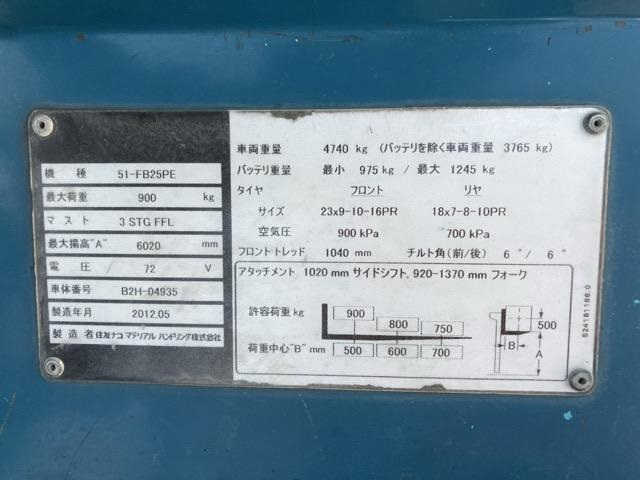 機種 51-FB25PE
最大荷重 900 kg
マスト 3 STG FFL
最大揚高"A" 6020 mm
電圧 72 V
車体番号 B2H-04935
製造年月 2012.05
製造者 住友ナコ マテリアル ハンドリング株式会社
車両重量 4740 kg (バッテリを除く車両重量 3765 kg)
バッテリ重量 最小 975 kg / 最大 1245 kg
タイヤ フロント リヤ
サイズ 23x9-10-16PR 18x7-8-10PR
空気圧 900 kPa 700 kPa
フロントトレッド 1040 mm チルト角(前/後) 6°/ 6°
アタッチメント 1020 mm サイドシフト, 920-1370 mm フォーク
許容荷重 kg 900 800 750
荷重中心"B" mm 500 600 700
500
B
A
524181186.0